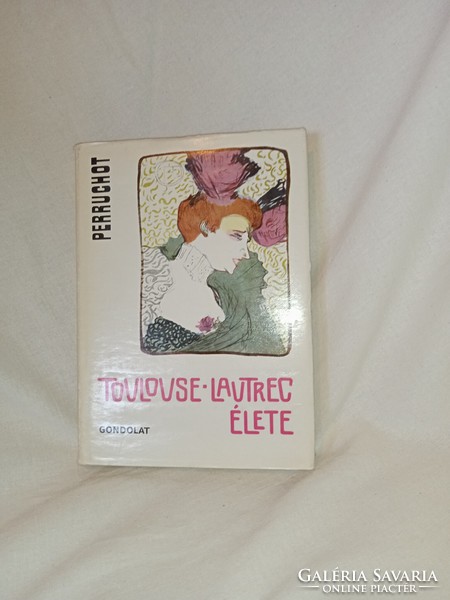 PERRUCHOT
TOULOUSE-LAUTREC
ÉLETE
GONDOLAT
GALÉRIA SAVARIA
ONLINE PIACTÉR